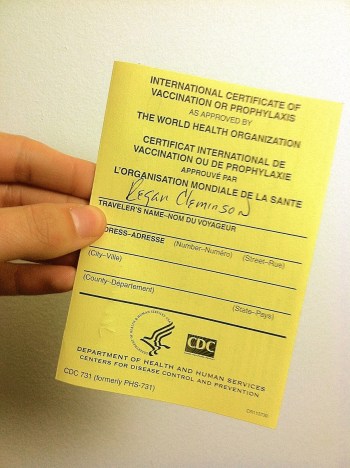 INTERNATIONAL CERTIFICATE OF
VACCINATION OR PROPHYLAXIS
AS APPROVED BY
THE WORLD HEALTH ORGANIZATION
CERTIFICAT INTERNATIONAL DE
VACCINATION OU DE PROPHYLAXIE
APPROUVÉ PAR
L'ORGANISATION MONDIALE DE LA SANTE
Regan Cleminson
TRAVELER'S NAME–NOM DU VOYAGEUR
DRESS–ADRESSE (Number–Numéro) (Street–Rue)
(City–Ville)
(County–Département) (State–Pays)
CDC
DEPARTMENT OF HEALTH AND HUMAN SERVICES
CENTERS FOR DISEASE CONTROL AND PREVENTION
CDC 731 (formerly PHS-731)